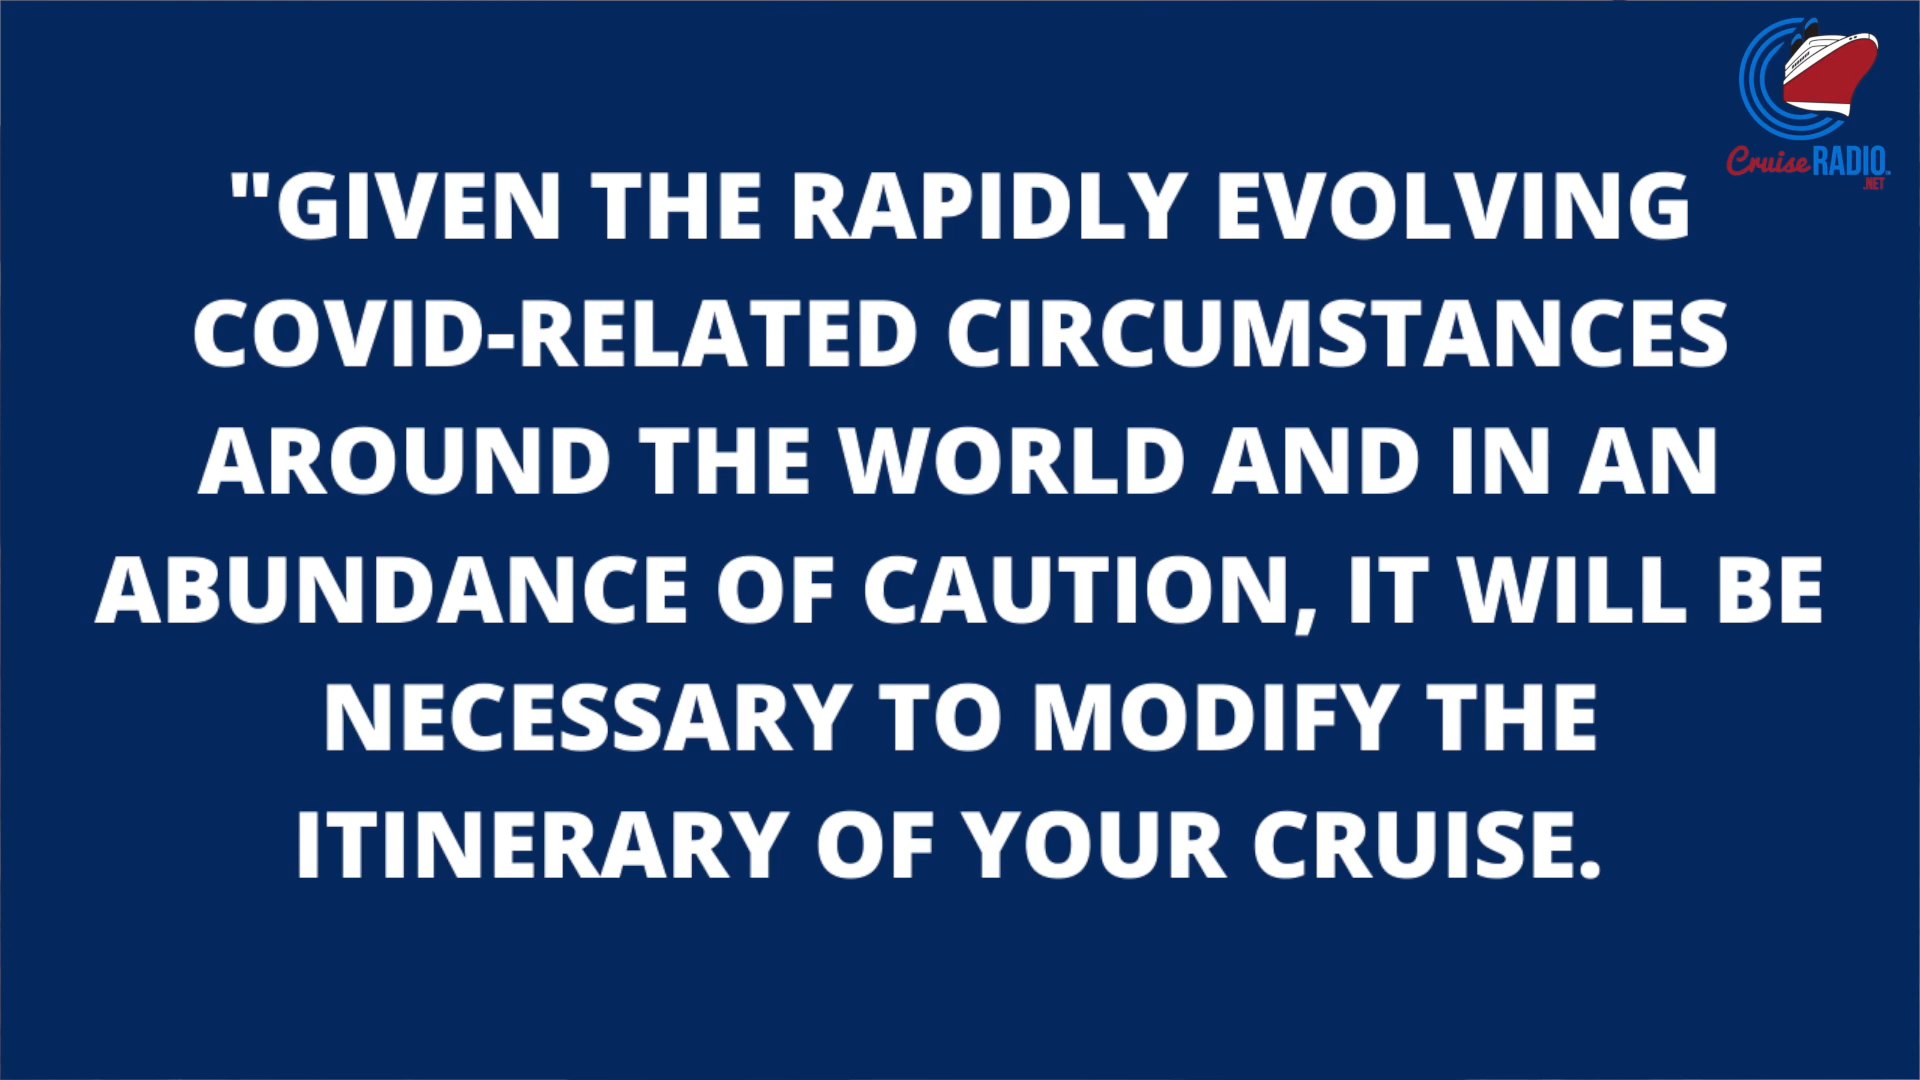 Cruise RADIO
.NET
"GIVEN THE RAPIDLY EVOLVING
COVID-RELATED CIRCUMSTANCES
AROUND THE WORLD AND IN AN
ABUNDANCE OF CAUTION, IT WILL BE
NECESSARY TO MODIFY THE
ITINERARY OF YOUR CRUISE.